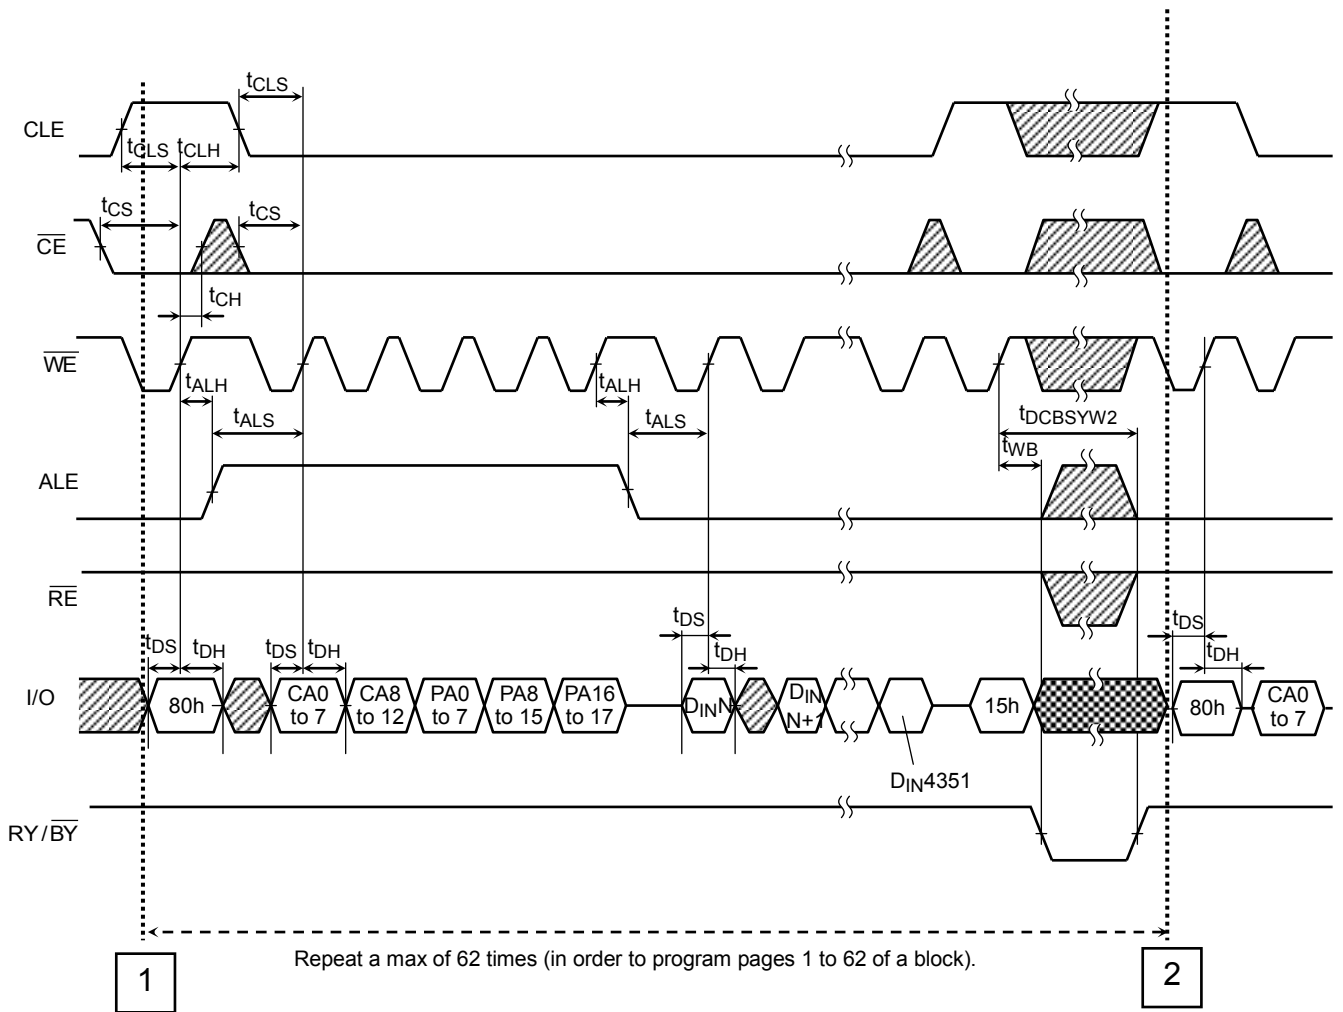 tCLS
CLE
tCLS tCLH
tCS
tCS
CE
tCH
WE
tALH
tALH
tALS
tALS
tDCBSYW2
tWB
ALE
RE
tDS
tDH
tDS
tDH
tDS
tDH
tDS
tDH
I/O
80h
CA0
to 7
CA8
to 12
PA0
to 7
PA8
to 15
PA16
to 17
DINN
DIN
N+1
15h
80h
CA0
to 7
DIN4351
RY/BY
Repeat a max of 62 times (in order to program pages 1 to 62 of a block).
1
2